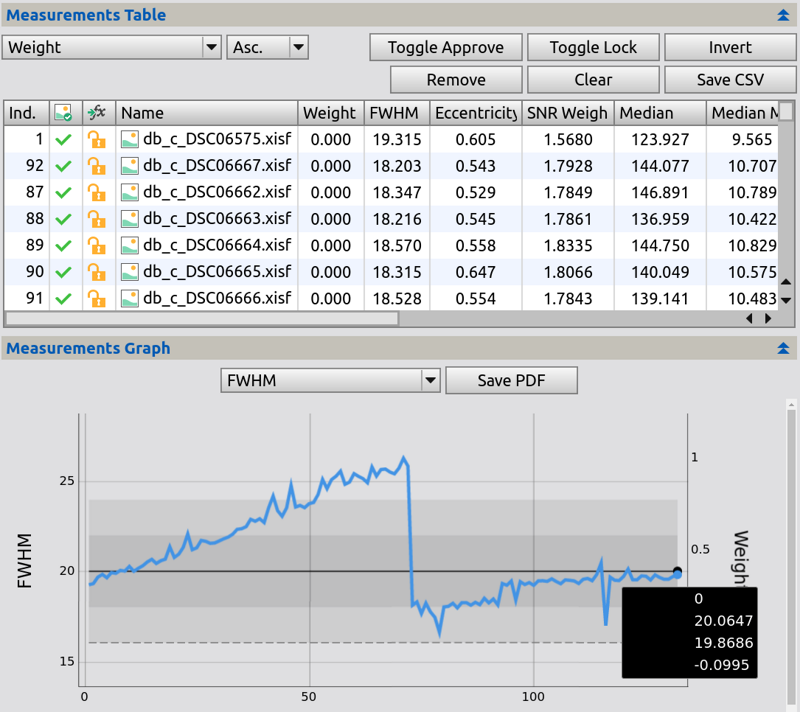 Measurements Table
Weight Asc. Toggle Approve Toggle Lock Invert
Remove Clear Save CSV
Ind. Name Weight FWHM Eccentricity SNR Weigh Median Median M
1 db_c_DSC06575.xisf 0.000 19.315 0.605 1.5680 123.927 9.565
92 db_c_DSC06667.xisf 0.000 18.203 0.543 1.7928 144.077 10.707
87 db_c_DSC06662.xisf 0.000 18.347 0.529 1.7849 146.891 10.789
88 db_c_DSC06663.xisf 0.000 18.216 0.545 1.7861 136.959 10.422
89 db_c_DSC06664.xisf 0.000 18.570 0.558 1.8335 144.750 10.829
90 db_c_DSC06665.xisf 0.000 18.315 0.647 1.8066 140.049 10.575
91 db_c_DSC06666.xisf 0.000 18.528 0.554 1.7843 139.141 10.483
Measurements Graph
FWHM Save PDF
FWHM
25
20
15
0 50 100
1
0.5
Weight
0
20.0647
19.8686
-0.0995